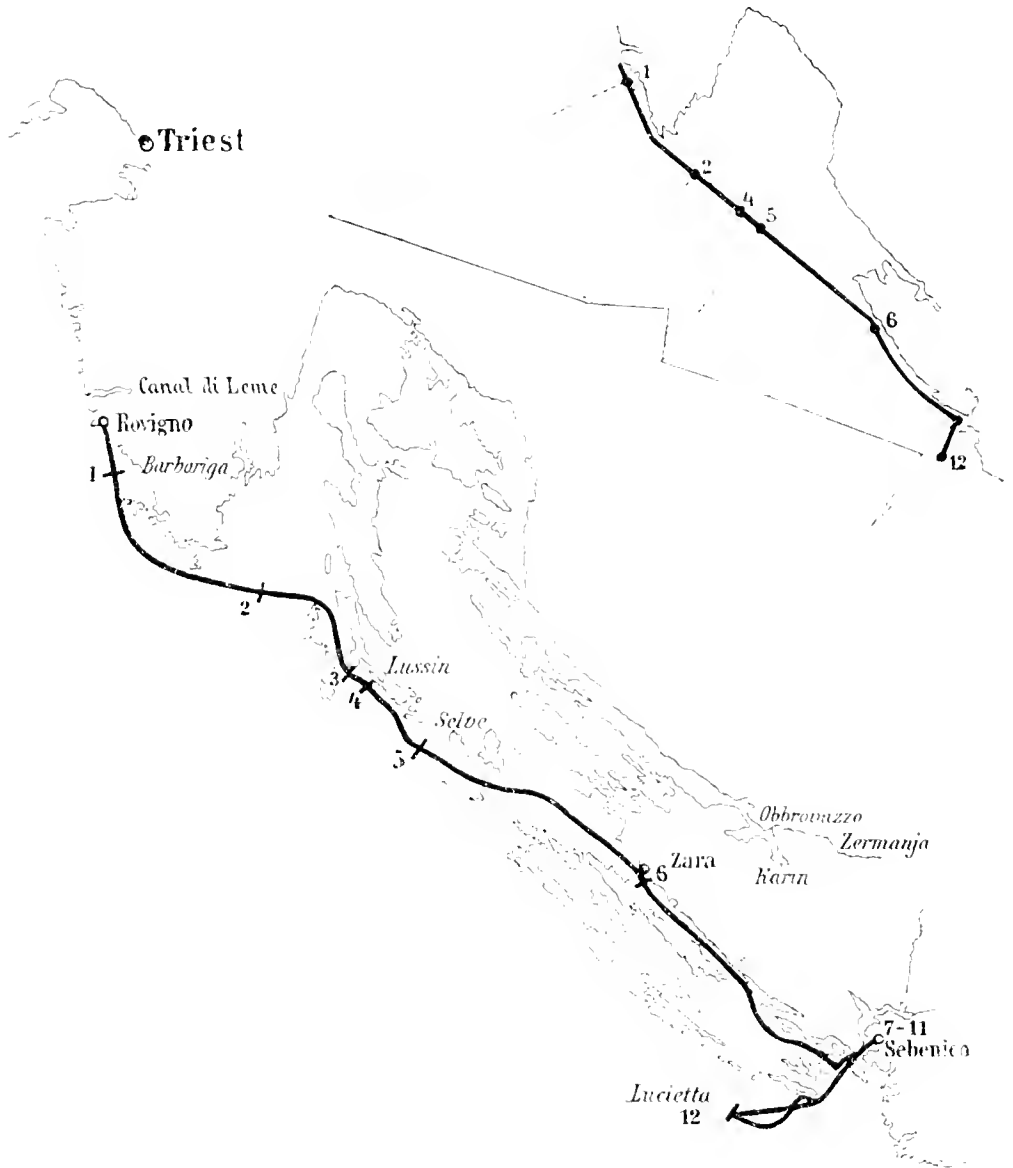 1
Triest
2
4
5
6
12
Canal di Leme
Rovigno
1
Barbariga
2
3
Lussin
4
Selve
5
Obbrovazzo
Zermanja
Zara
6
Karin
7-11
Sebenico
Lucietta
12